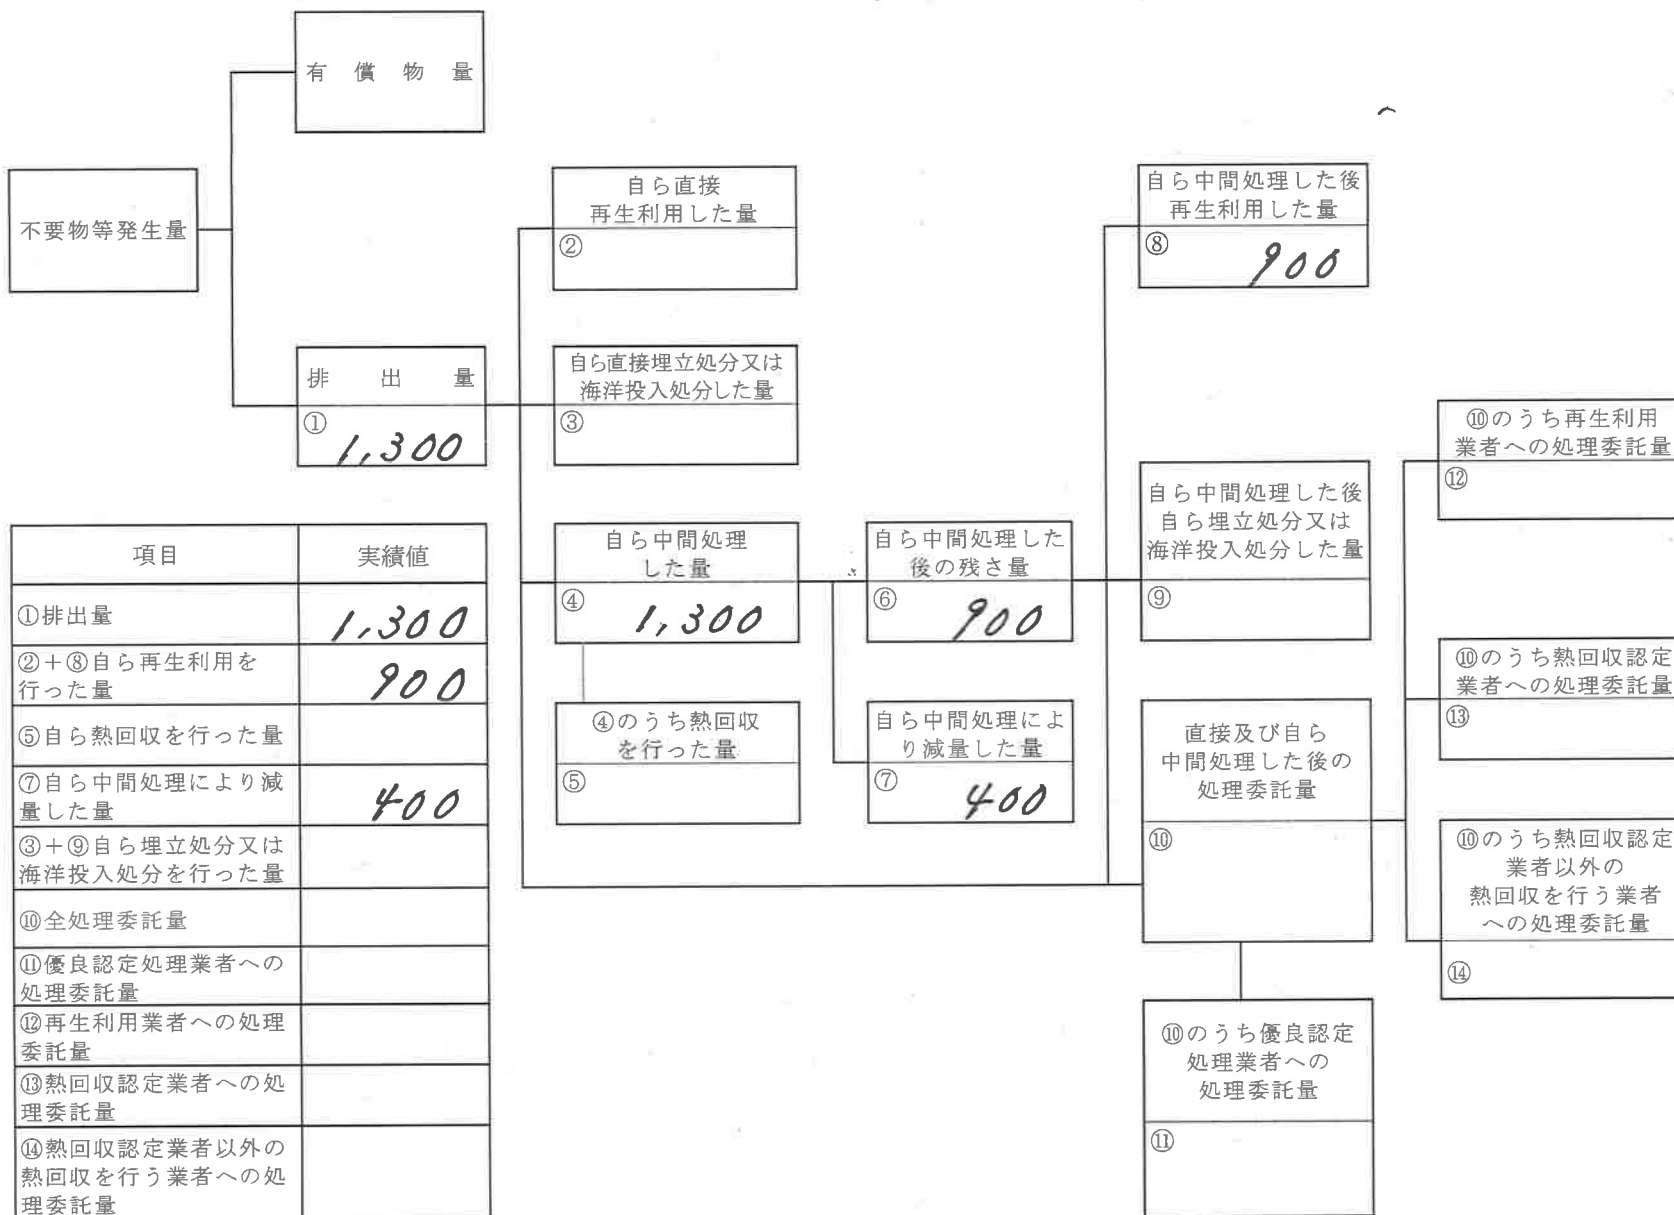 有償物量
不要物等発生量
排出量
①
1,300
自ら直接
再生利用した量
②
自ら直接埋立処分又は
海洋投入処分した量
③
自ら中間処理
した量
④
1,300
④のうち熱回収
を行った量
⑤
自ら中間処理した
後の残さ量
⑥
900
自ら中間処理によ
り減量した量
⑦
400
自ら中間処理した後
再生利用した量
⑧
900
自ら中間処理した後
自ら埋立処分又は
海洋投入処分した量
⑨
直接及び自ら
中間処理した後の
処理委託量
⑩
⑩のうち優良認定
処理業者への
処理委託量
⑪
⑩のうち再生利用
業者への処理委託量
⑫
⑩のうち熱回収認定
業者への処理委託量
⑬
⑩のうち熱回収認定
業者以外の
熱回収を行う業者
への処理委託量
⑭
項目 実績値
①排出量 1,300
②+⑧自ら再生利用を
行った量 900
⑤自ら熱回収を行った量
⑦自ら中間処理により減
量した量 400
③+⑨自ら埋立処分又は
海洋投入処分を行った量
⑩全処理委託量
⑪優良認定処理業者への
処理委託量
⑫再生利用業者への処理
委託量
⑬熱回収認定業者への処
理委託量
⑭熱回収認定業者以外の
熱回収を行う業者への処
理委託量